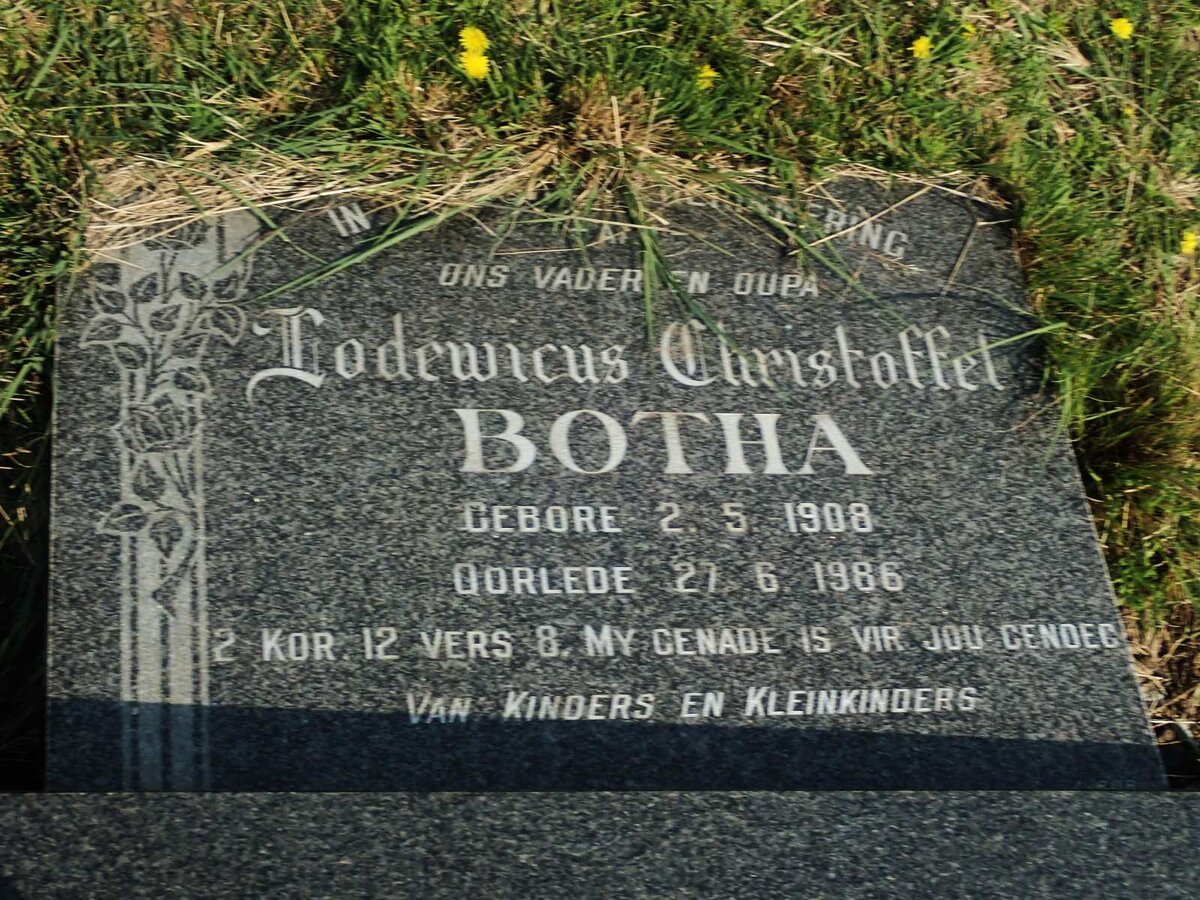 IN
ONS VADER EN OUPA
Lodewicus Christoffel
BOTHA
GEBORE 2. 5. 1908
OORLEDE 27. 6. 1986
2 KOR. 12 VERS 8. MY GENADE IS VIR JOU GENOEG
VAN KINDERS EN KLEINKINDERS